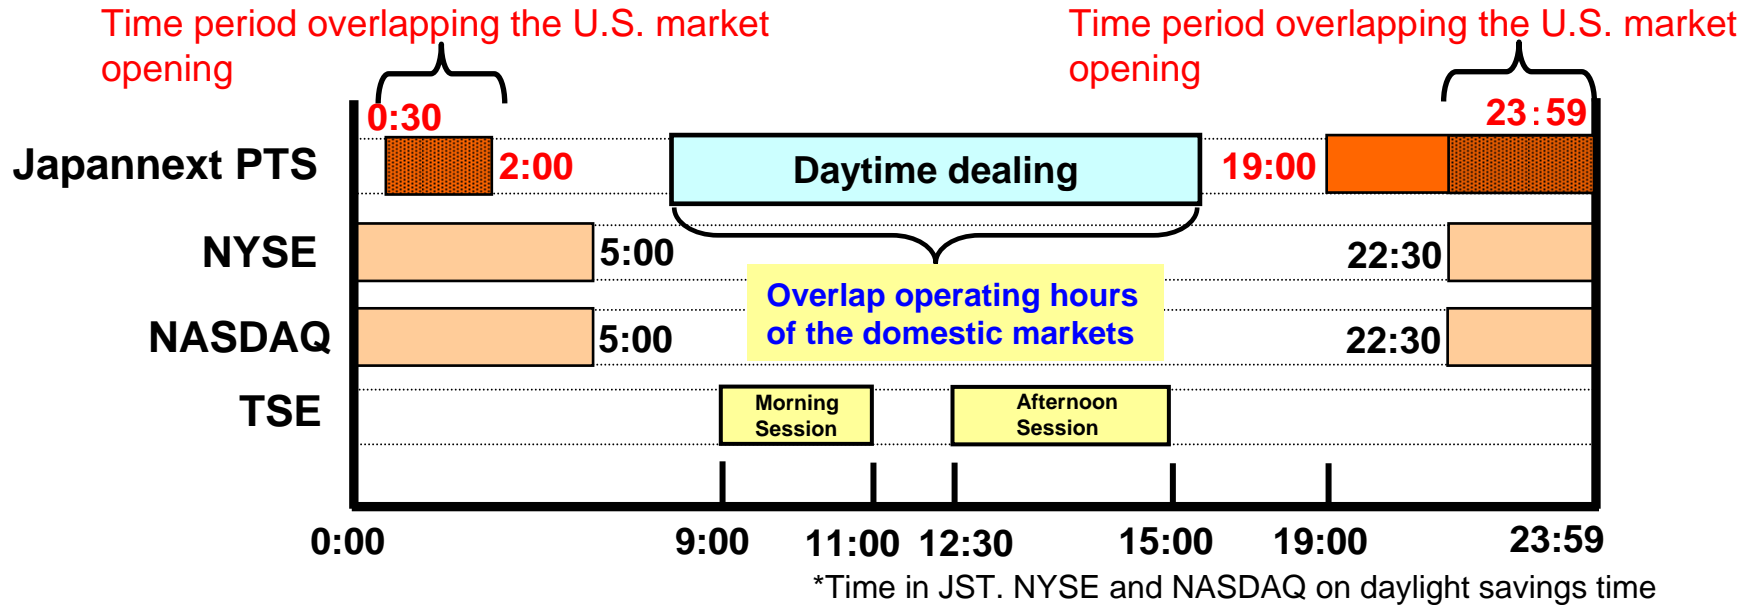 Time period overlapping the U.S. market
opening
Time period overlapping the U.S. market
opening
0:30
23:59
Japannext PTS
2:00
Daytime dealing
19:00
NYSE
5:00
22:30
Overlap operating hours
of the domestic markets
NASDAQ
5:00
22:30
TSE
Morning
Session
Afternoon
Session
0:00
9:00
11:00
12:30
15:00
19:00
23:59
*Time in JST. NYSE and NASDAQ on daylight savings time